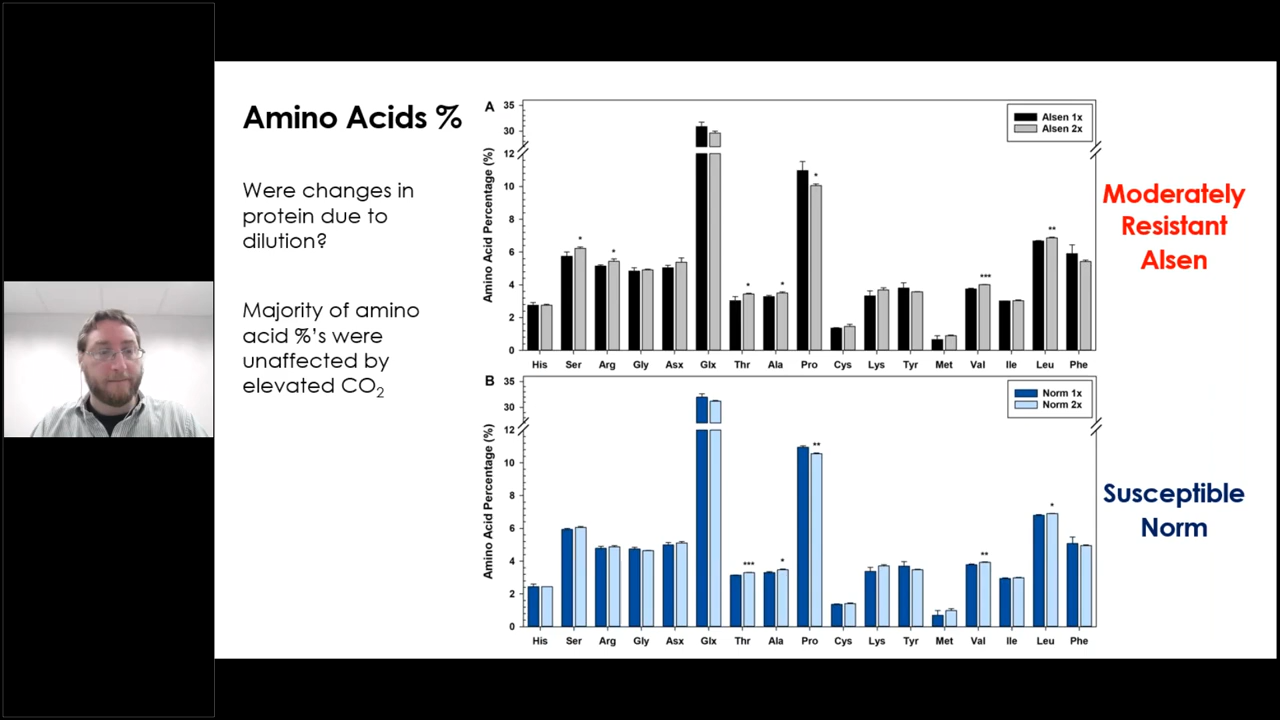 Amino Acids %
Were changes in
protein due to
dilution?
Majority of amino
acid %'s were
unaffected by
elevated CO₂
A
Amino Acid Percentage (%)
35
30
12
10
8
6
4
2
0
Alsen 1x
Alsen 2x
*
*
*
*
*
***
**
His Ser Arg Gly Asx Glx Thr Ala Pro Cys Lys Tyr Met Val Ile Leu Phe
Moderately
Resistant
Alsen
B
Amino Acid Percentage (%)
35
30
12
10
8
6
4
2
0
Norm 1x
Norm 2x
***
*
**
**
*
His Ser Arg Gly Asx Glx Thr Ala Pro Cys Lys Tyr Met Val Ile Leu Phe
Susceptible
Norm